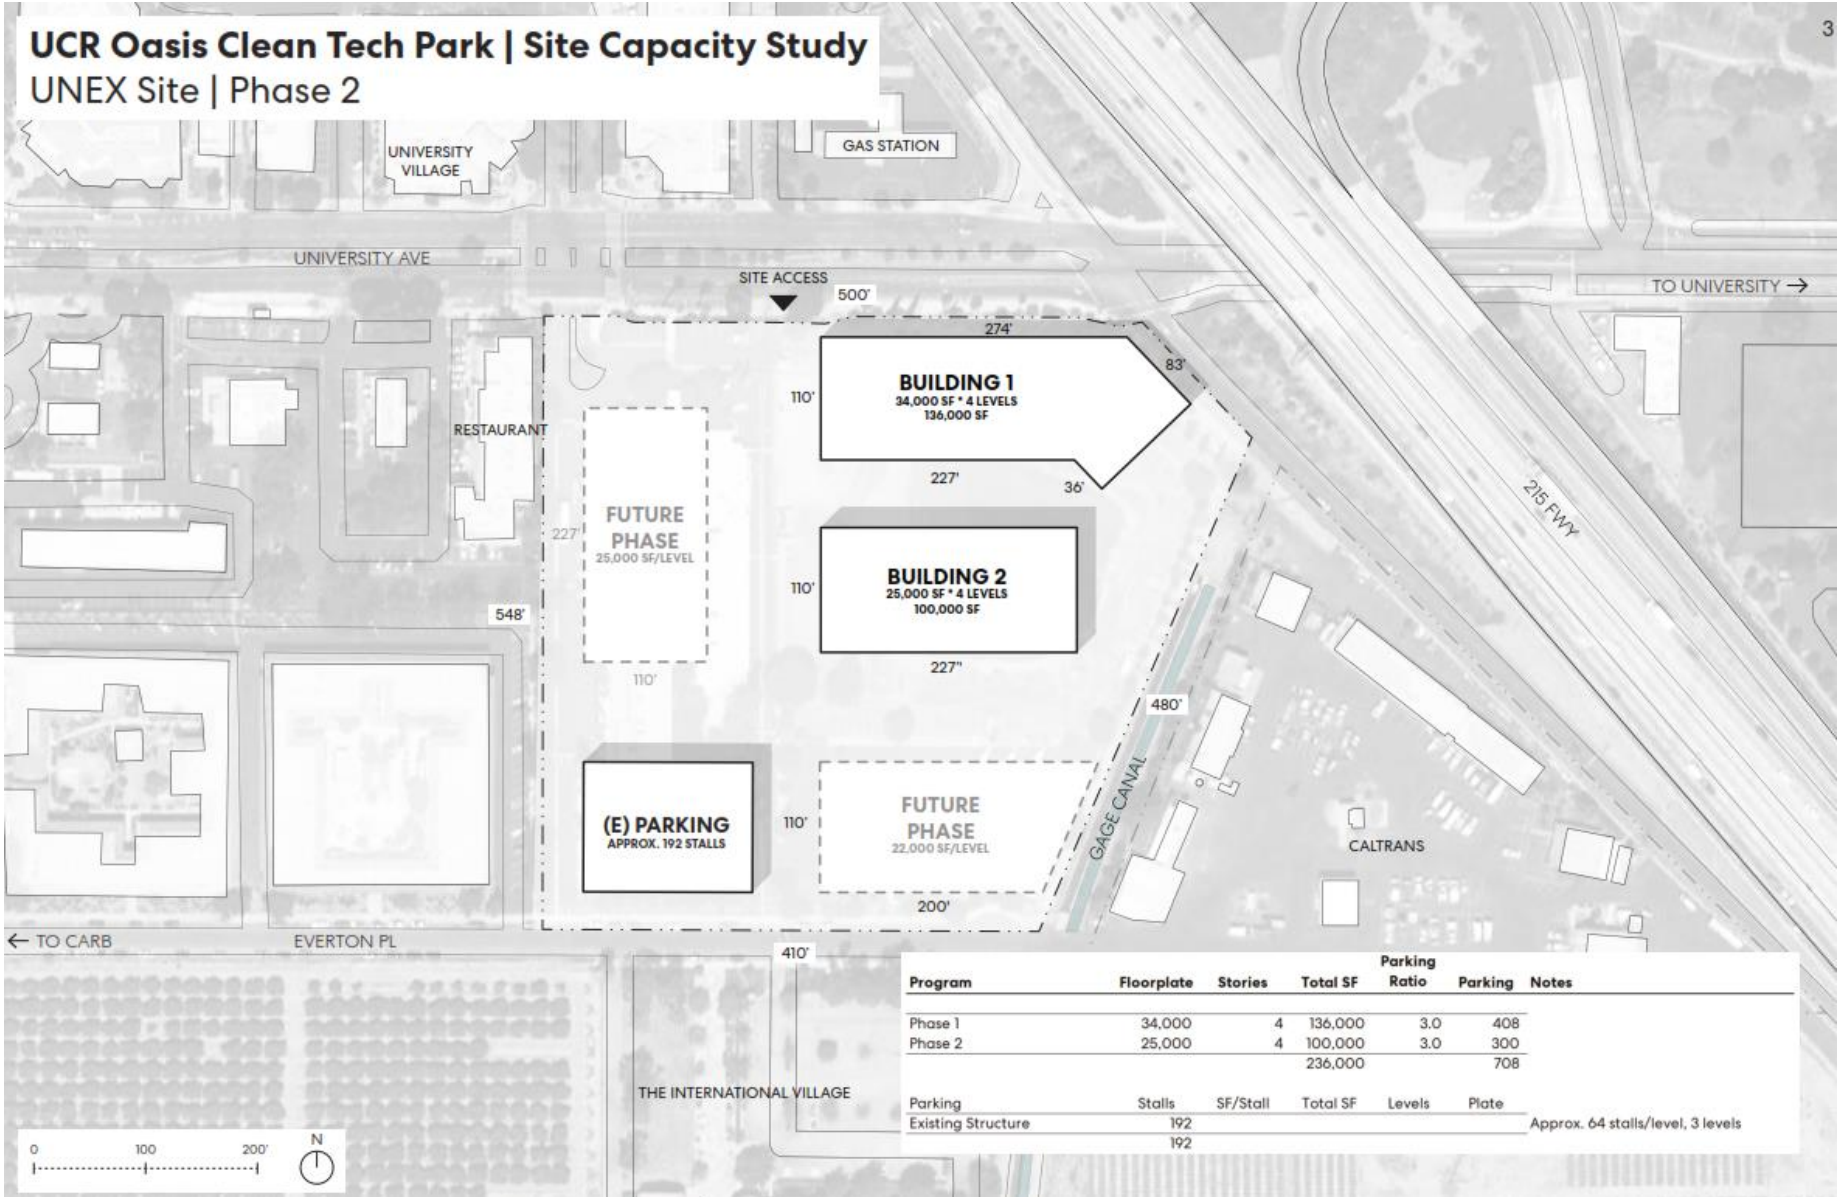 UCR Oasis Clean Tech Park | Site Capacity Study
UNEX Site | Phase 2
3
UNIVERSITY
VILLAGE
GAS STATION
UNIVERSITY AVE
SITE ACCESS
500'
TO UNIVERSITY →
274'
83'
110'
BUILDING 1
34,000 SF * 4 LEVELS
136,000 SF
RESTAURANT
227'
36'
215 FWY
227'
FUTURE
PHASE
25,000 SF/LEVEL
110'
110'
BUILDING 2
25,000 SF * 4 LEVELS
100,000 SF
227"
548'
480'
GAGE CANAL
(E) PARKING
APPROX. 192 STALLS
110'
FUTURE
PHASE
22,000 SF/LEVEL
200'
CALTRANS
← TO CARB
EVERTON PL
410'
THE INTERNATIONAL VILLAGE
Program Floorplate Stories Total SF Parking Ratio Parking Notes
Phase 1 34,000 4 136,000 3.0 408
Phase 2 25,000 4 100,000 3.0 300
236,000 708
Parking Stalls SF/Stall Total SF Levels Plate
Existing Structure 192 Approx. 64 stalls/level, 3 levels
192
0 100 200'
N